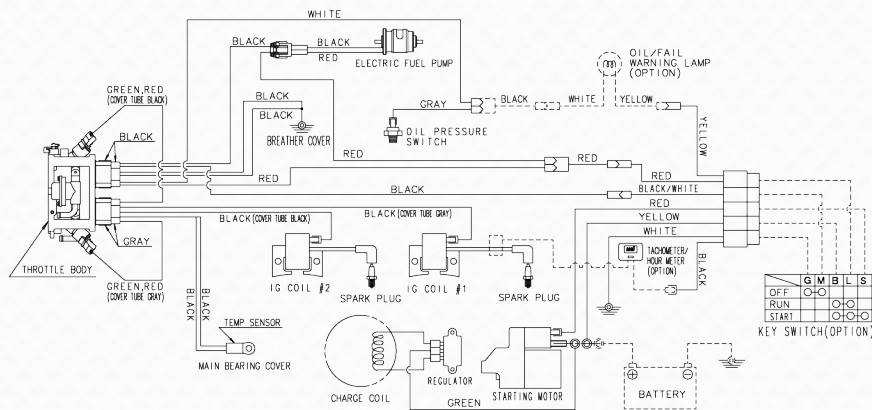 WHITE
BLACK
BLACK
RED
ELECTRIC FUEL PUMP
OIL/FAIL
WARNING LAMP
(OPTION)
GREEN,RED
(COVER TUBE BLACK)
BLACK
BLACK
BLACK
BREATHER COVER
GRAY
OIL PRESSURE
SWITCH
BLACK
WHITE
YELLOW
YELLOW
RED
RED
RED
RED
BLACK
BLACK/WHITE
RED
YELLOW
WHITE
BLACK(COVER TUBE BLACK)
BLACK(COVER TUBE GRAY)
GRAY
THROTTLE BODY
GREEN,RED
(COVER TUBE GRAY)
IG COIL #2
SPARK PLUG
IG COIL #1
SPARK PLUG
TACHOMETER/
HOUR METER
(OPTION)
BLACK
BLACK
BLACK
TEMP SENSOR
MAIN BEARING COVER
CHARGE COIL
REGULATOR
GREEN
STARTING MOTOR
BATTERY
G M B L S
OFF
RUN
START
KEY SWITCH(OPTION)